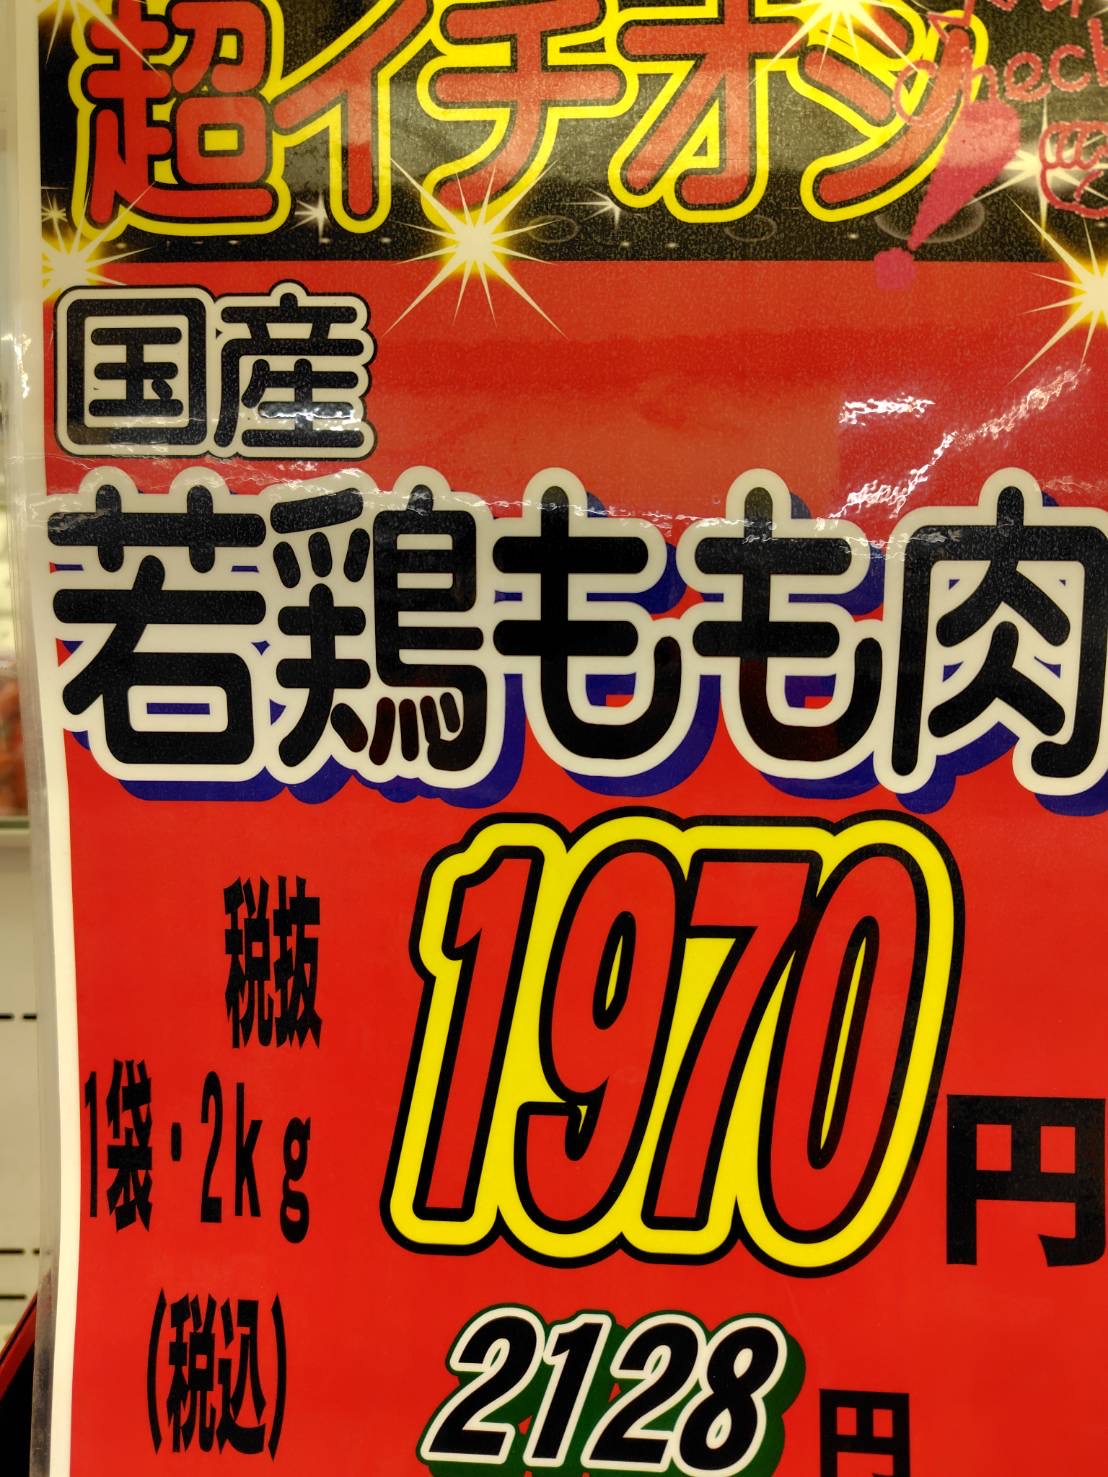 超イチオシ
Check
国産
若鶏もも肉
税抜
1袋・2kg
1970円
(税込)
2128円